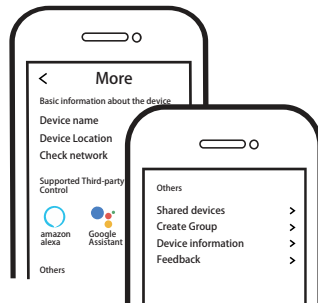 More
Basic information about the device
Device name
Device Location
Check network
Supported Third-party
Control
amazon
alexa
Google
Assistant
Others
Others
Shared devices
Create Group
Device information
Feedback